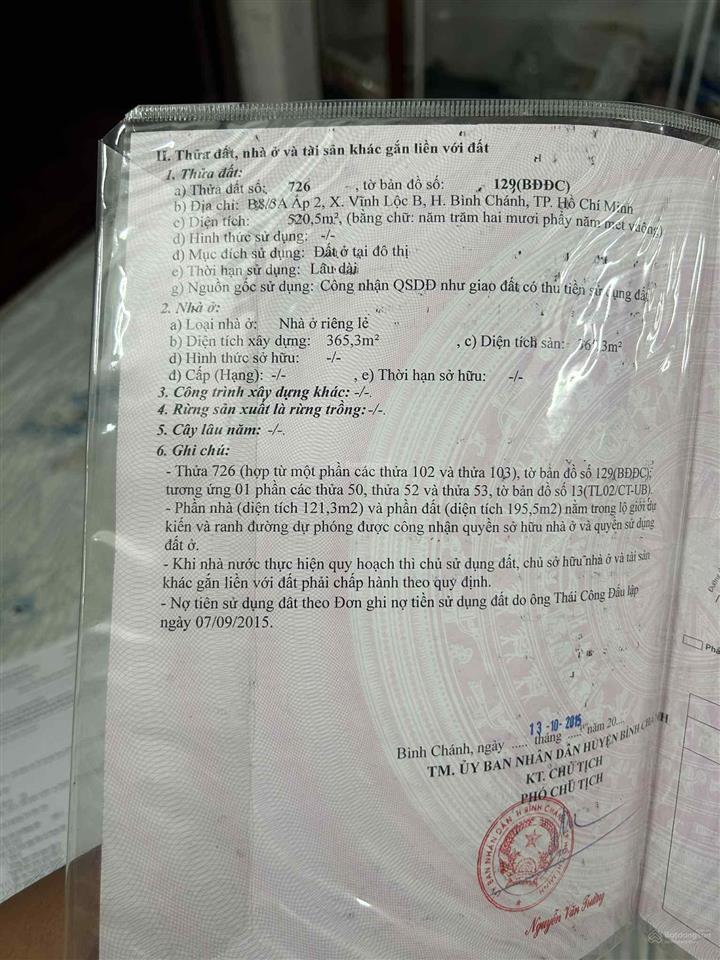 II. Thửa đất, nhà ở và tài sản khác gắn liền với đất
1. Thửa đất:
a) Thửa đất số: 726 , tờ bản đồ số: 129(BĐĐC)
b) Địa chỉ: B8/3A Ấp 2, X. Vĩnh Lộc B, H. Bình Chánh, TP. Hồ Chí Minh
c) Diện tích: 520,5m², (bằng chữ: năm trăm hai mươi phẩy năm mét vuông)
d) Hình thức sử dụng: -/-
đ) Mục đích sử dụng: Đất ở tại đô thị
e) Thời hạn sử dụng: Lâu dài
g) Nguồn gốc sử dụng: Công nhận QSDĐ như giao đất có thu tiền sử dụng đất
2. Nhà ở:
a) Loại nhà ở: Nhà ở riêng lẻ
b) Diện tích xây dựng: 365,3m² , c) Diện tích sàn: 365,3m²
d) Hình thức sở hữu: -/-
đ) Cấp (Hạng): -/- , e) Thời hạn sở hữu: -/-
3. Công trình xây dựng khác: -/-.
4. Rừng sản xuất là rừng trồng: -/-.
5. Cây lâu năm: -/-.
6. Ghi chú:
- Thửa 726 (hợp từ một phần các thửa 102 và thửa 103), tờ bản đồ số 129(BĐĐC);
tương ứng 01 phần các thửa 50, thửa 52 và thửa 53, tờ bản đồ số 13(TL02/CT-UB).
- Phần nhà (diện tích 121,3m2) và phần đất (diện tích 195,5m2) nằm trong lộ giới dự
kiến và ranh đường dự phóng được công nhận quyền sở hữu nhà ở và quyền sử dụng
đất ở.
- Khi nhà nước thực hiện quy hoạch thì chủ sử dụng đất, chủ sở hữu nhà ở và tài sản
khác gắn liền với đất phải chấp hành theo quy định.
- Nợ tiền sử dụng đất theo Đơn ghi nợ tiền sử dụng đất do ông Thái Công Đấu lập
ngày 07/09/2015.
13-10-2015
Bình Chánh, ngày ..... tháng ..... năm 20....
TM. ỦY BAN NHÂN DÂN HUYỆN BÌNH CHÁNH
KT. CHỦ TỊCH
PHÓ CHỦ TỊCH
Nguyễn Văn Trường
Batdongsan